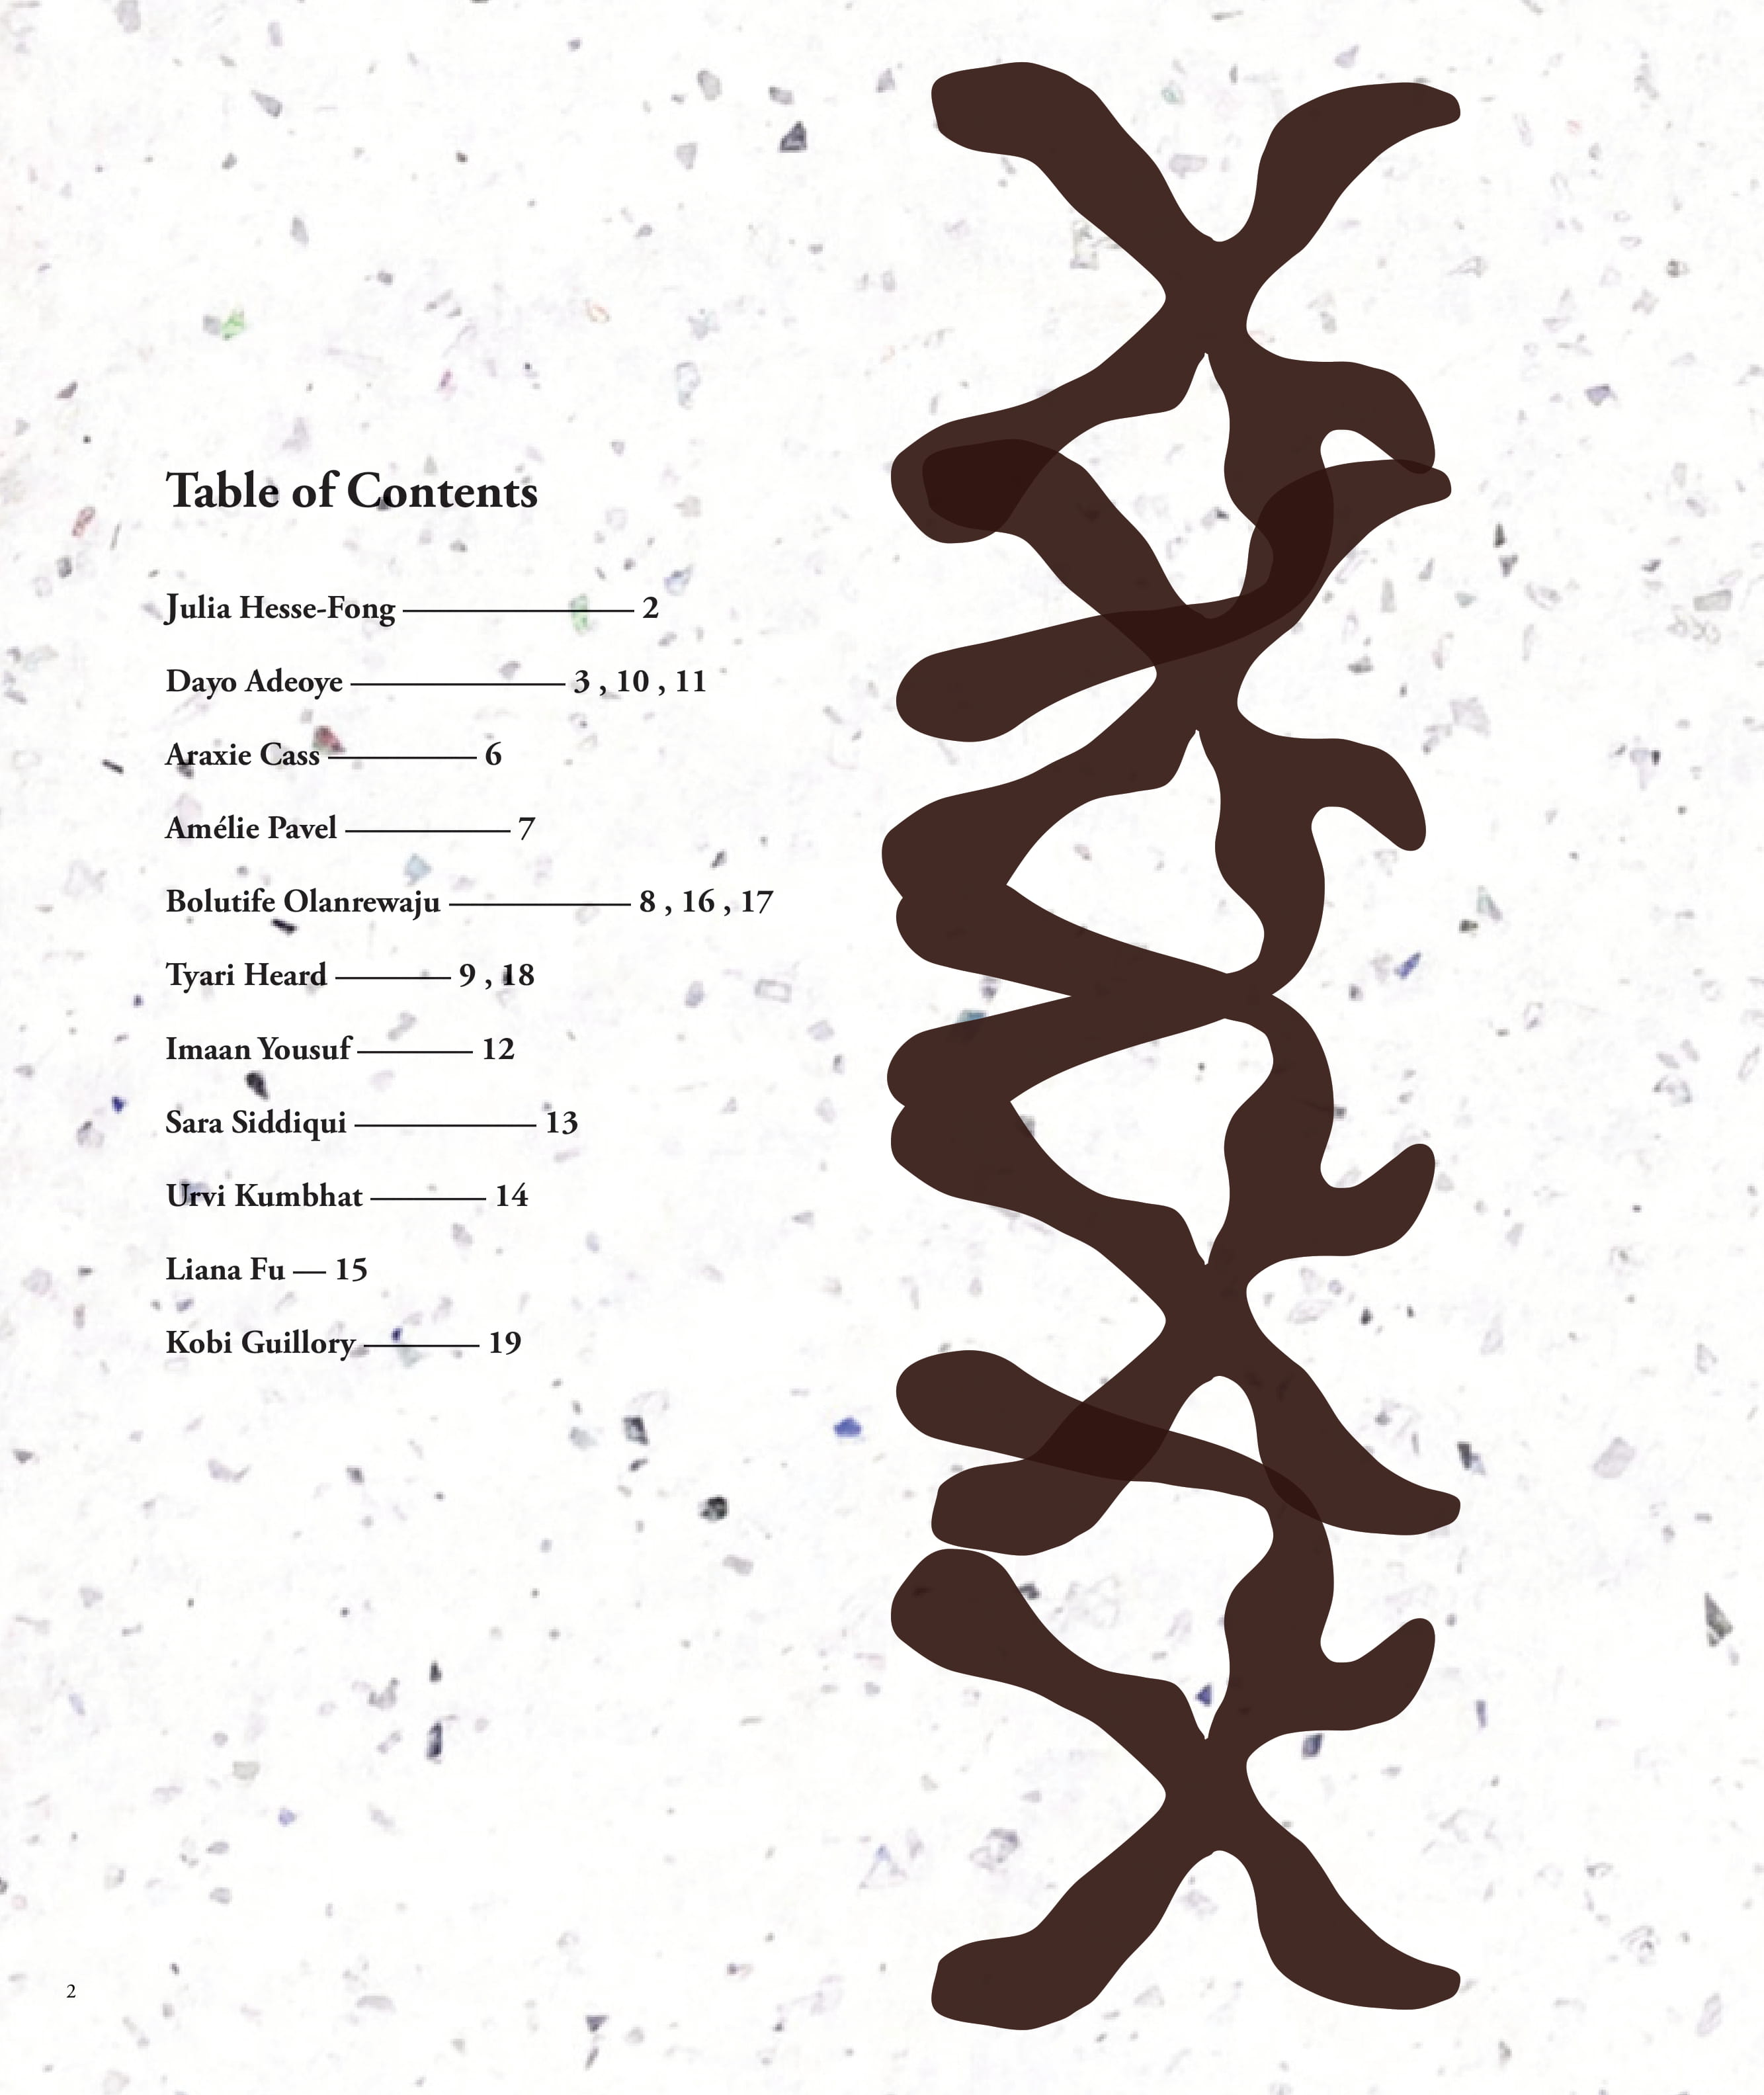 Table of Contents
Julia Hesse-Fong ——— 2
Dayo Adeoye ——— 3 , 10 , 11
Araxie Cass ——— 6
Amélie Pavel ——— 7
Bolutife Olanrewaju ——— 8 , 16 , 17
Tyari Heard ——— 9 , 18
Imaan Yousuf ——— 12
Sara Siddiqui ——— 13
Urvi Kumbhat ——— 14
Liana Fu — 15
Kobi Guillory ——— 19
2